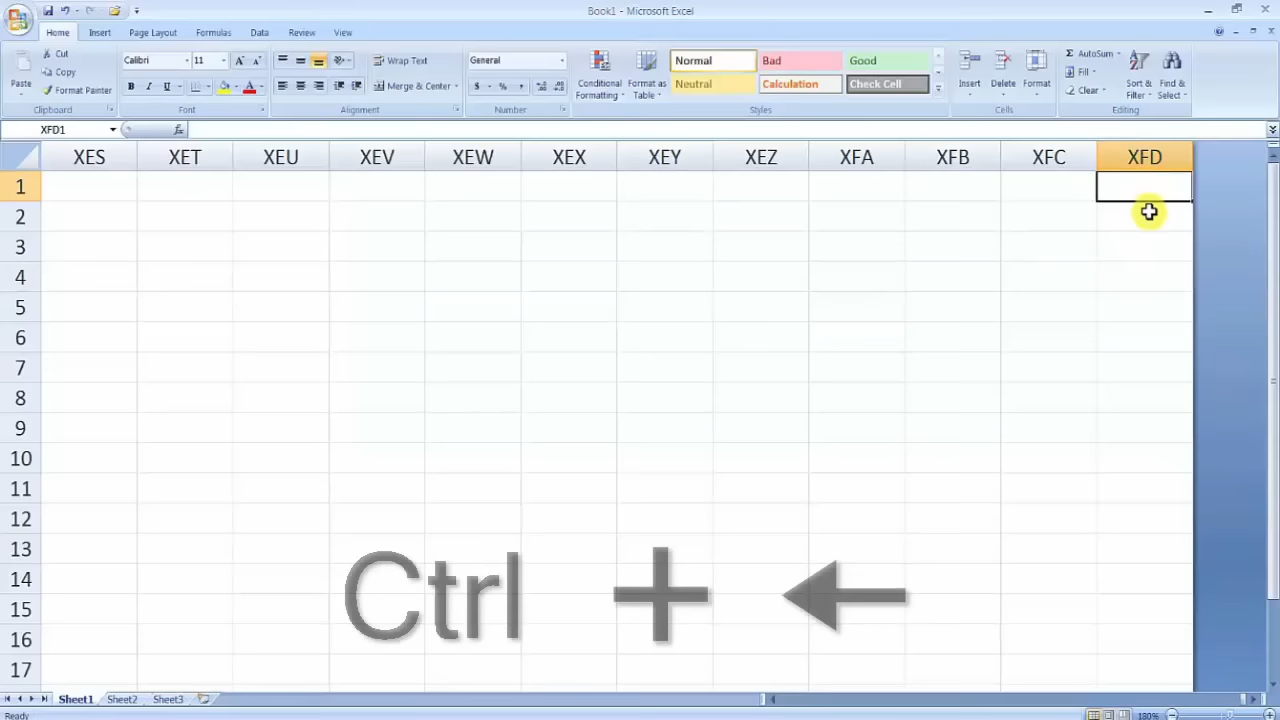 Book1 - Microsoft Excel
Home Insert Page Layout Formulas Data Review View
Cut
Copy
Format Painter
Paste
Clipboard
Calibri 11
B I U
Font
Wrap Text
Merge & Center
Alignment
General
$ % ,
Number
Conditional Formatting
Format as Table
Normal Bad Good
Neutral Calculation Check Cell
Styles
Insert Delete Format
Cells
Σ AutoSum
Fill
Clear
Sort & Filter
Find & Select
Editing
XFD1 fx
XES XET XEU XEV XEW XEX XEY XEZ XFA XFB XFC XFD
1
2
3
4
5
6
7
8
9
10
11
12
13
14
15
16
17
Ctrl + ←
Sheet1 Sheet2 Sheet3
Ready 180%